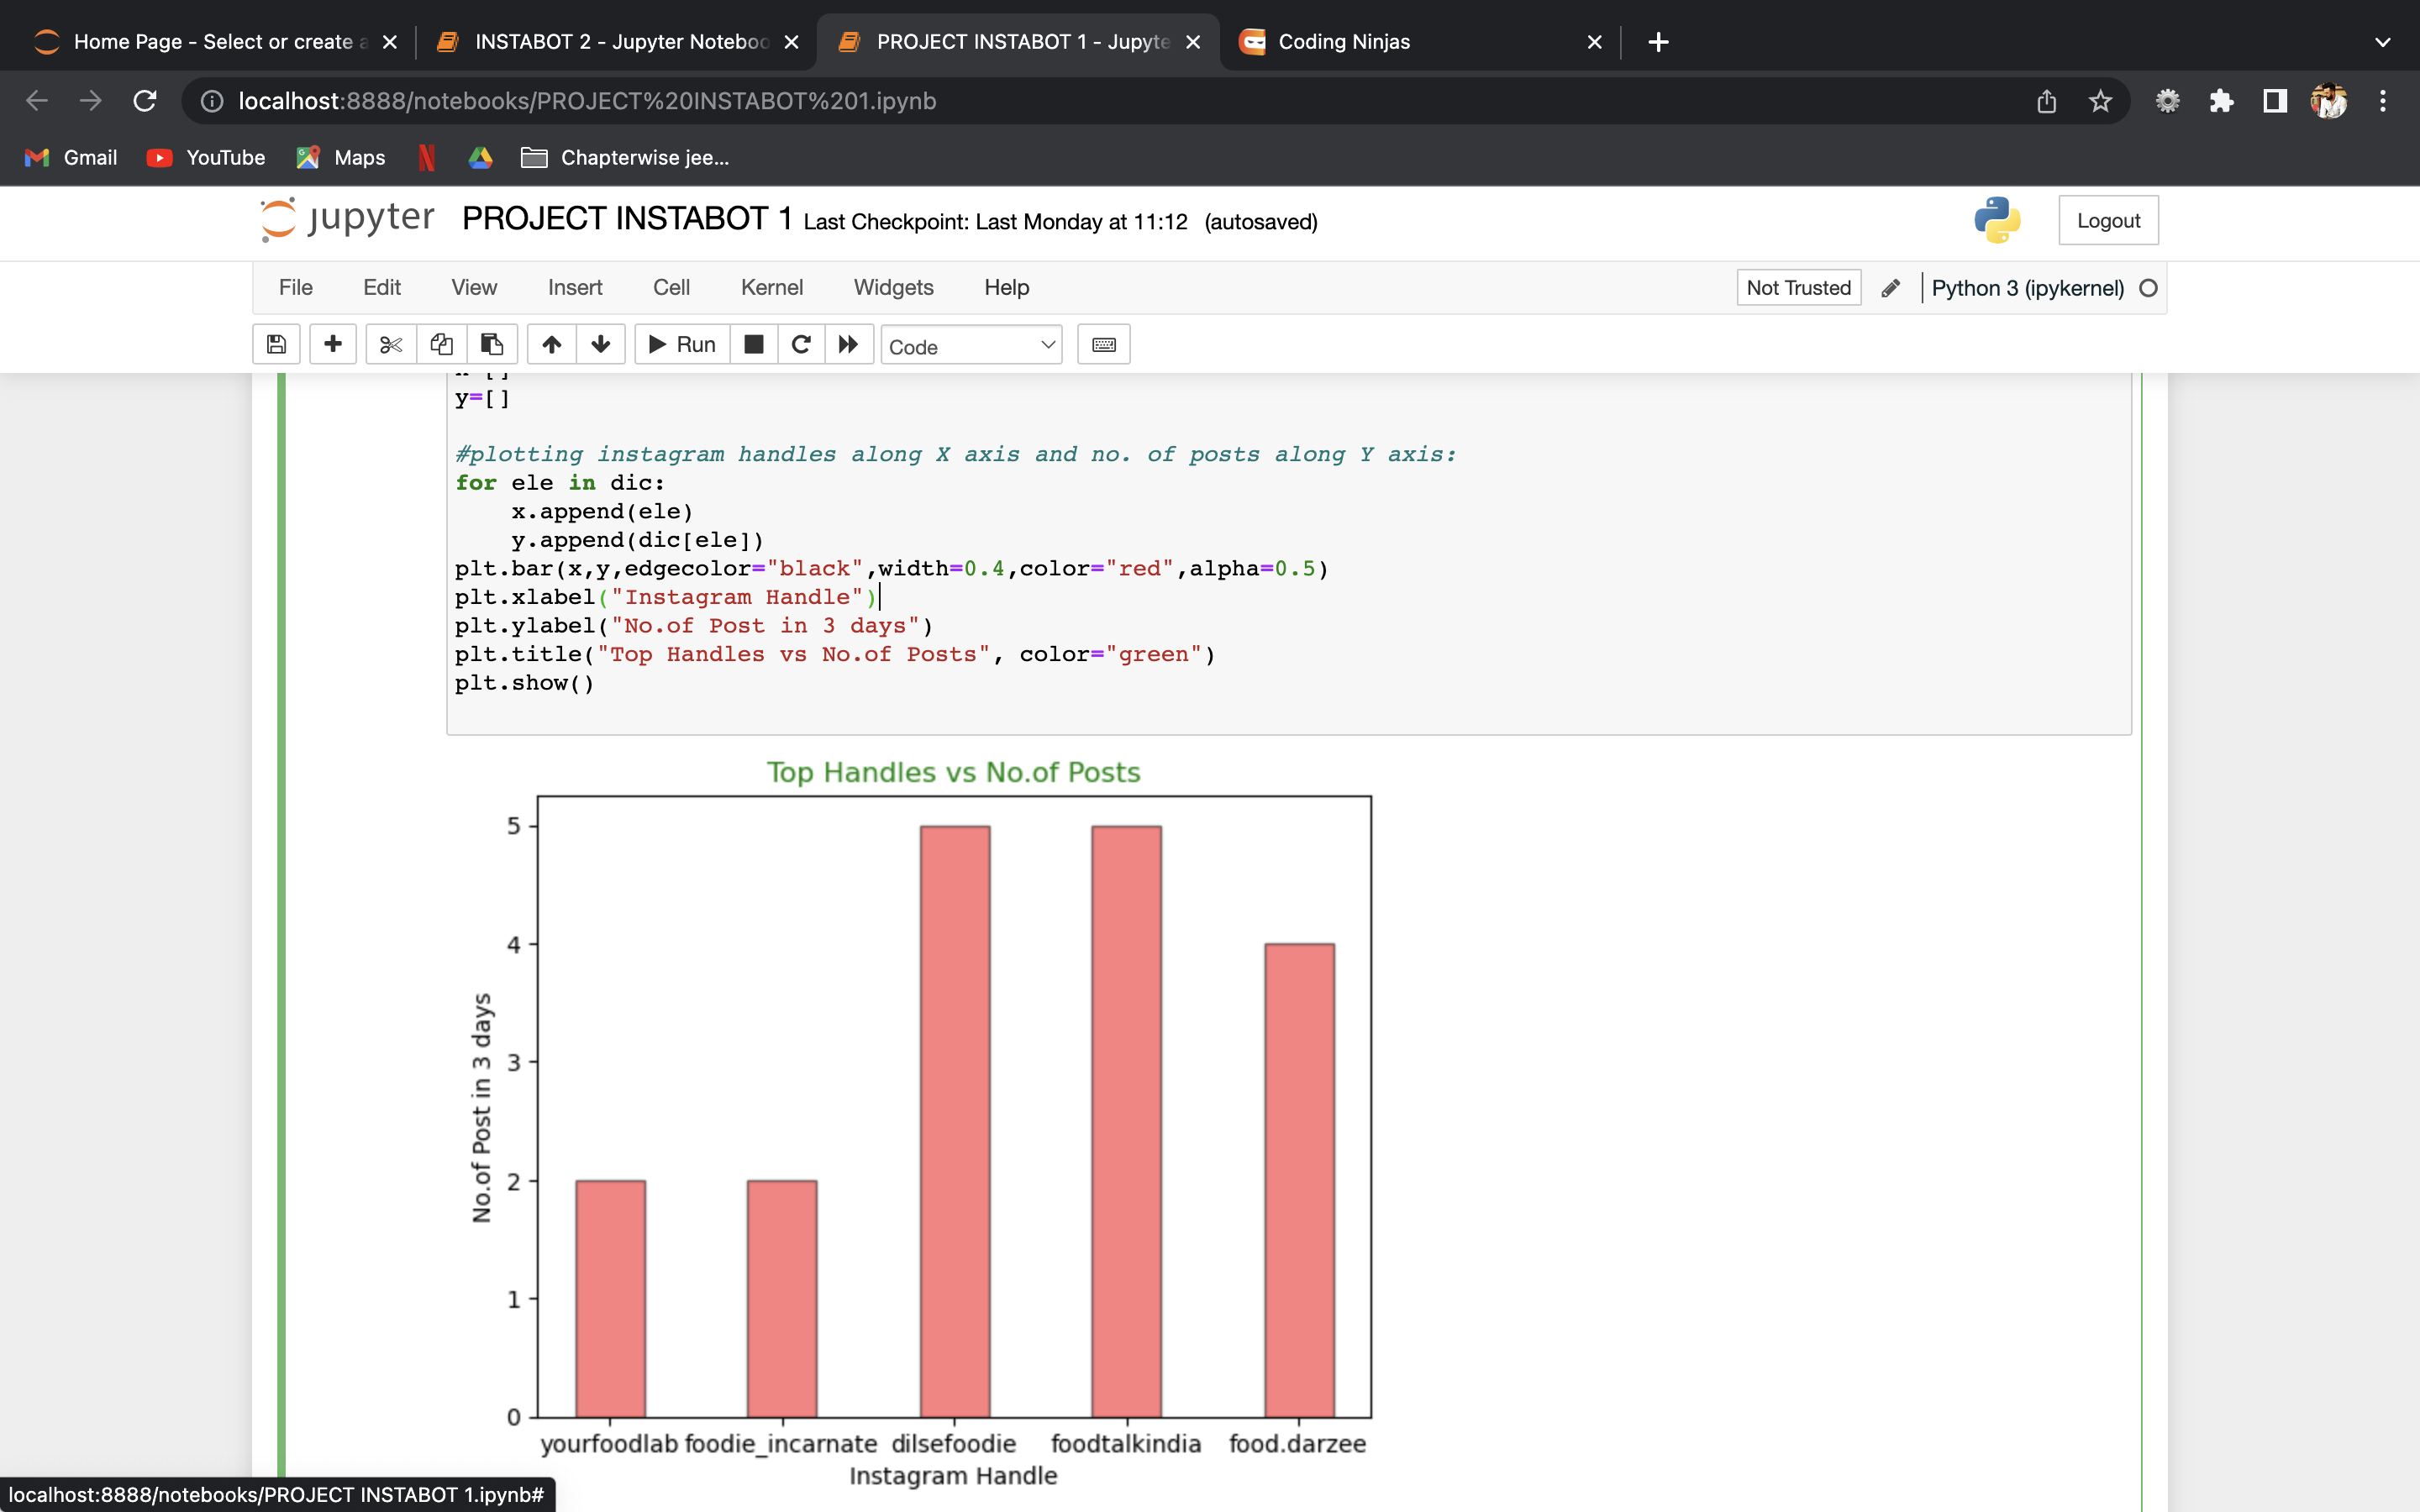 Home Page - Select or create a
INSTABOT 2 - Jupyter Noteboo
PROJECT INSTABOT 1 - Jupyte
Coding Ninjas
localhost:8888/notebooks/PROJECT%20INSTABOT%201.ipynb
Gmail
YouTube
Maps
Chapterwise jee...
jupyter
PROJECT INSTABOT 1 Last Checkpoint: Last Monday at 11:12 (autosaved)
Logout
File Edit View Insert Cell Kernel Widgets Help
Not Trusted
Python 3 (ipykernel)
Run
Code
y=[]
#plotting instagram handles along X axis and no. of posts along Y axis:
for ele in dic:
    x.append(ele)
    y.append(dic[ele])
plt.bar(x,y,edgecolor="black",width=0.4,color="red",alpha=0.5)
plt.xlabel("Instagram Handle")
plt.ylabel("No.of Post in 3 days")
plt.title("Top Handles vs No.of Posts", color="green")
plt.show()
Top Handles vs No.of Posts
5
4
3
2
1
0
No.of Post in 3 days
yourfoodlab foodie_incarnate dilsefoodie foodtalkindia food.darzee
Instagram Handle
localhost:8888/notebooks/PROJECT INSTABOT 1.ipynb#